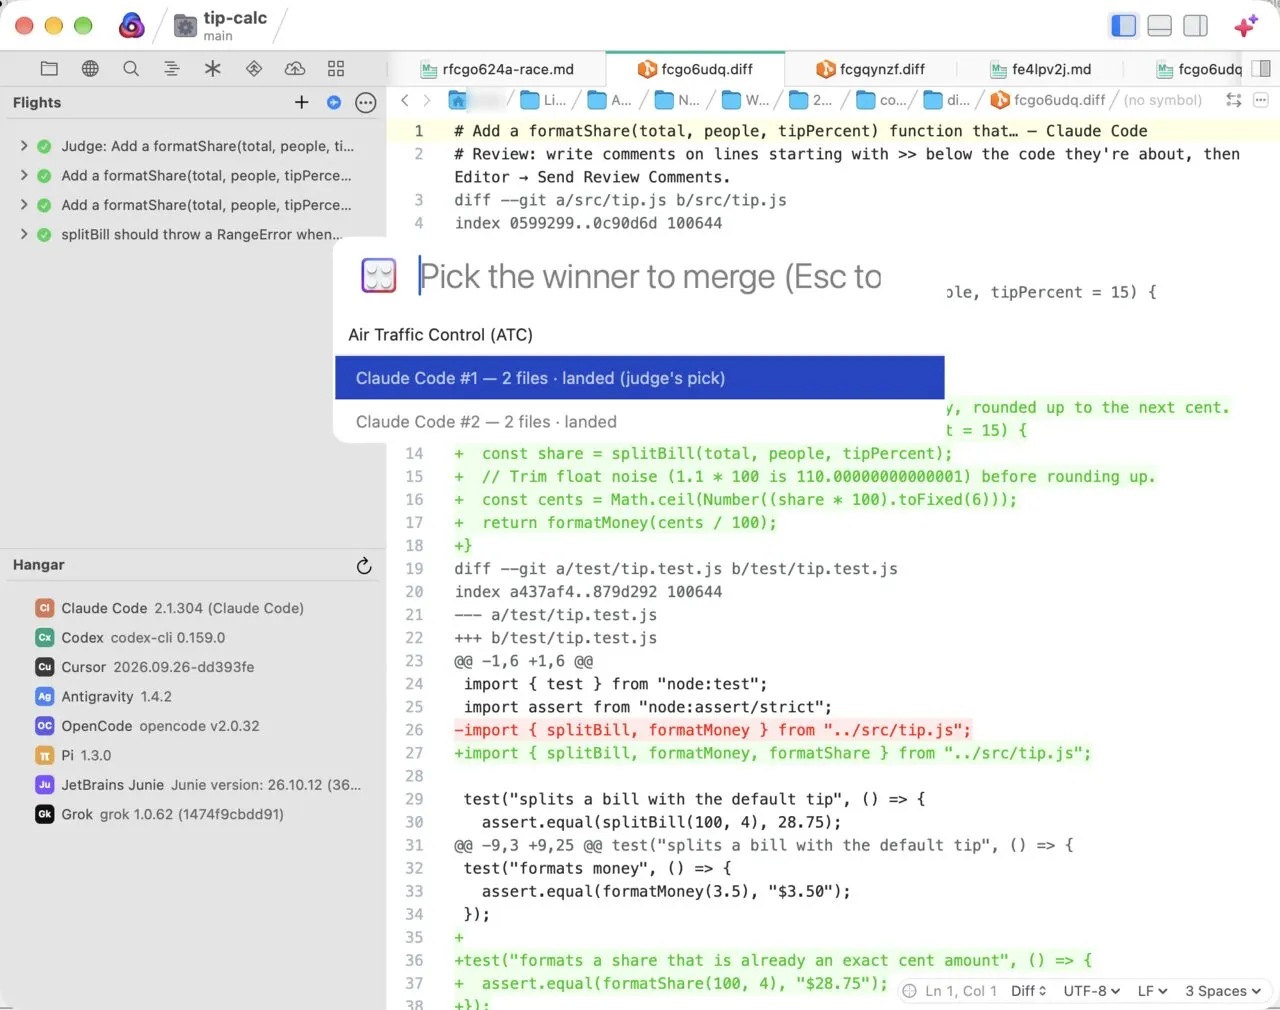 tip-calc
main
rfcgo624a-race.md
fcgo6udq.diff
fcgqynzf.diff
fe4lpv2j.md
fcgo6udq
Flights
Li...
A...
N...
W...
2...
co...
di...
fcgo6udq.diff
(no symbol)
Judge: Add a formatShare(total, people, ti...
Add a formatShare(total, people, tipPerce...
Add a formatShare(total, people, tipPerce...
splitBill should throw a RangeError when...
1 # Add a formatShare(total, people, tipPercent) function that… — Claude Code
2 # Review: write comments on lines starting with >> below the code they're about, then
Editor → Send Review Comments.
3 diff --git a/src/tip.js b/src/tip.js
4 index 0599299..0c90d6d 100644
Pick the winner to merge (Esc to
ple, tipPercent = 15) {
Air Traffic Control (ATC)
Claude Code #1 — 2 files · landed (judge's pick)
Claude Code #2 — 2 files · landed
y, rounded up to the next cent.
t = 15) {
14 +  const share = splitBill(total, people, tipPercent);
15 +  // Trim float noise (1.1 * 100 is 110.00000000000001) before rounding up.
16 +  const cents = Math.ceil(Number((share * 100).toFixed(6)));
17 +  return formatMoney(cents / 100);
18 +}
19 diff --git a/test/tip.test.js b/test/tip.test.js
20 index a437af4..879d292 100644
21 --- a/test/tip.test.js
22 +++ b/test/tip.test.js
23 @@ -1,6 +1,6 @@
24  import { test } from "node:test";
25  import assert from "node:assert/strict";
26 -import { splitBill, formatMoney } from "../src/tip.js";
27 +import { splitBill, formatMoney, formatShare } from "../src/tip.js";
28
29  test("splits a bill with the default tip", () => {
30    assert.equal(splitBill(100, 4), 28.75);
31 @@ -9,3 +9,25 @@ test("splits a bill with the default tip", () => {
32  test("formats money", () => {
33    assert.equal(formatMoney(3.5), "$3.50");
34  });
35 +
36 +test("formats a share that is already an exact cent amount", () => {
37 +  assert.equal(formatShare(100, 4), "$28.75");
38 +});
Hangar
Cl Claude Code 2.1.304 (Claude Code)
Cx Codex codex-cli 0.159.0
Cu Cursor 2026.09.26-dd393fe
Ag Antigravity 1.4.2
OC OpenCode opencode v2.0.32
π Pi 1.3.0
Ju JetBrains Junie Junie version: 26.10.12 (36...
Gk Grok grok 1.0.62 (1474f9cbdd91)
Ln 1, Col 1
Diff
UTF-8
LF
3 Spaces